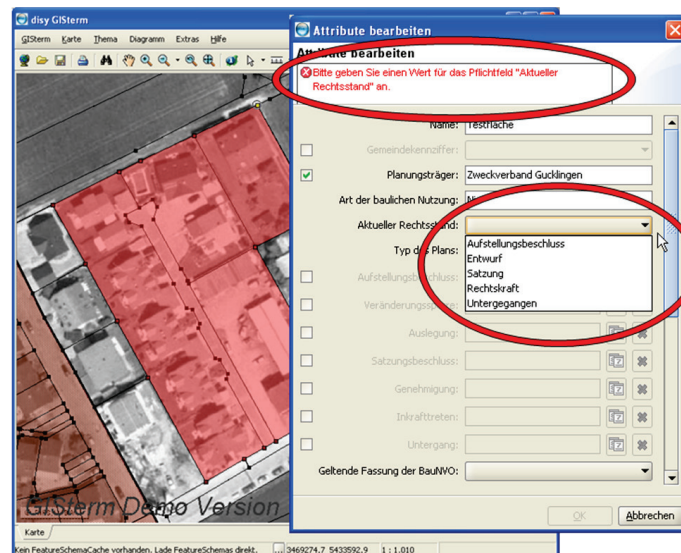 disy GISterm
GISterm Karte Thema Diagramm Extras Hilfe
GISterm Demo Version
Karte
Kein FeatureSchemaCache vorhanden. Lade FeatureSchemas direkt. ... 3469274,7 5433592,9 1 : 1.010
Attribute bearbeiten
Attribute bearbeiten
Bitte geben Sie einen Wert für das Pflichtfeld "Aktueller
Rechtsstand" an.
Name: Testfläche
Gemeindekennziffer:
Planungsträger: Zweckverband Gucklingen
Art der baulichen Nutzung:
Aktueller Rechtsstand:
Aufstellungsbeschluss
Entwurf
Satzung
Rechtskraft
Untergegangen
Typ des Plans:
Aufstellungsbeschluss:
Veränderungssperre:
Auslegung:
Satzungsbeschluss:
Genehmigung:
Inkrafttreten:
Untergang:
Geltende Fassung der BauNVO:
OK Abbrechen